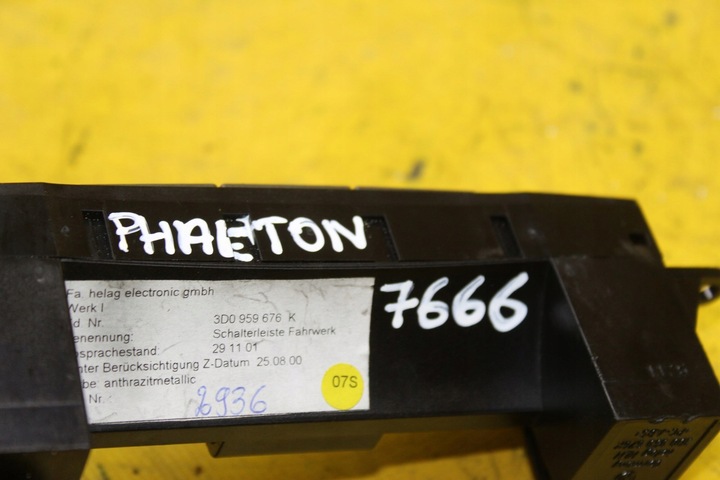 PHAETON
7666
Fa helag electronic gmbh
Werk I
d Nr. 3D0 959 676 K
enennung: Schalterleiste Fahrwerk
sprachestand: 29 11 01
nter Berücksichtigung Z-Datum 25.08.00
be: anthrazitmetallic
Nr.: 2936
07S